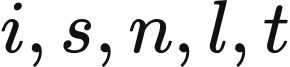 i, s, n, l, t